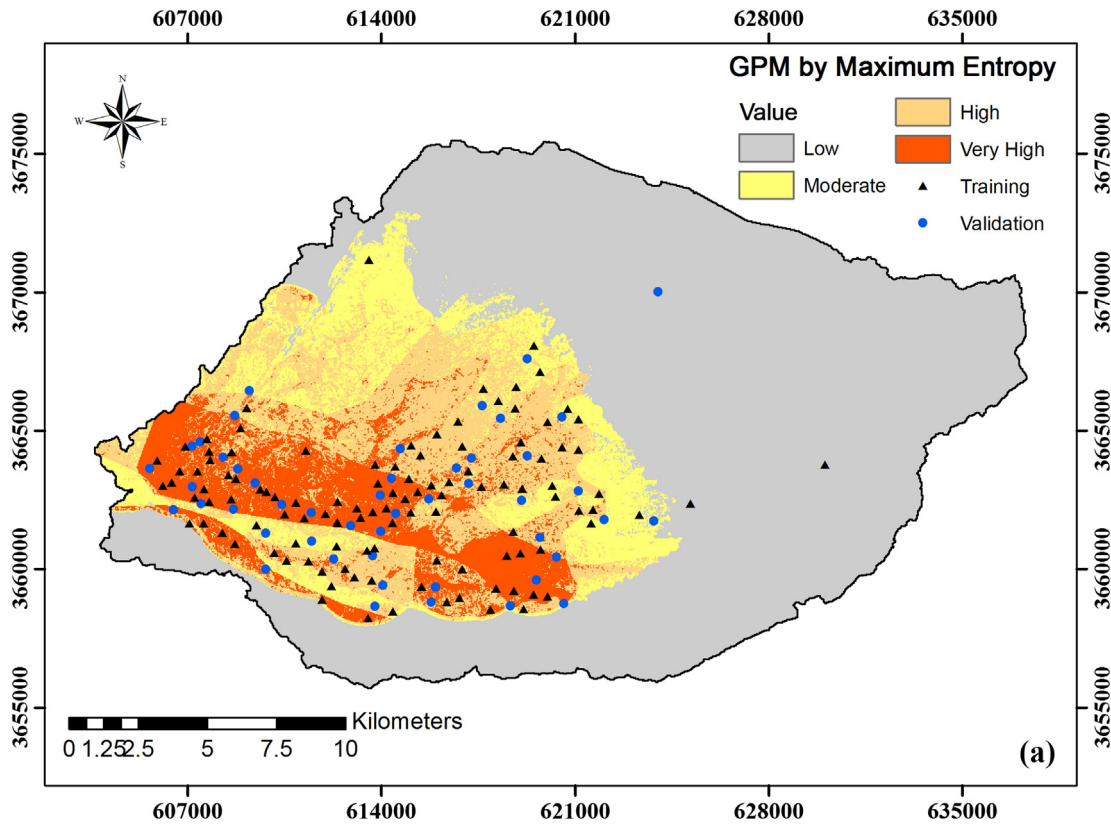 607000 614000 621000 628000 635000
GPM by Maximum Entropy
Value
Low
Moderate
High
Very High
Training
Validation
N
W E
S
3675000 3675000
3670000 3670000
3665000 3665000
3660000 3660000
3655000 3655000
Kilometers
0 1.25 2.5 5 7.5 10
(a)
607000 614000 621000 628000 635000